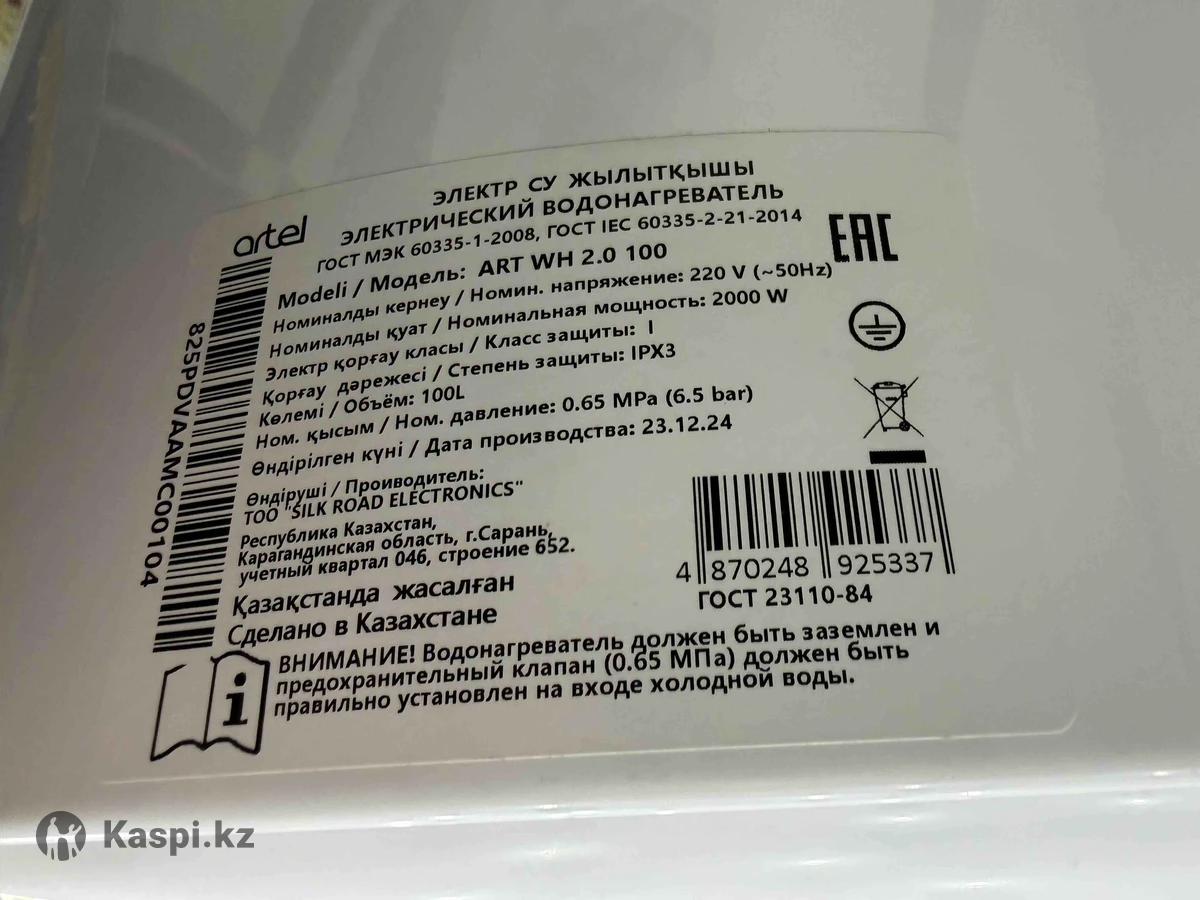 artel
ЭЛЕКТР СУ ЖЫЛЫТҚЫШЫ
ЭЛЕКТРИЧЕСКИЙ ВОДОНАГРЕВАТЕЛЬ
ГОСТ МЭК 60335-1-2008, ГОСТ IEC 60335-2-21-2014
EAC
Modeli / Модель: ART WH 2.0 100
Номиналды кернеу / Номин. напряжение: 220 V (~50Hz)
Номиналды қуат / Номинальная мощность: 2000 W
Электр қорғау класы / Класс защиты: I
Қорғау дәрежесі / Степень защиты: IPX3
Көлемі / Объём: 100L
Ном. қысым / Ном. давление: 0.65 MPa (6.5 bar)
Өндірілген күні / Дата производства: 23.12.24
Өндіруші / Проиводитель:
ТОО "SILK ROAD ELECTRONICS"
Республика Казахстан,
Карагандинская область, г.Сарань,
учетный квартал 046, строение 652.
Қазақстанда жасалған
Сделано в Казахстане
825PDVAAMC00104
4 870248 925337
ГОСТ 23110-84
ВНИМАНИЕ! Водонагреватель должен быть заземлен и
предохранительный клапан (0.65 МПа) должен быть
правильно установлен на входе холодной воды.
Kaspi.kz